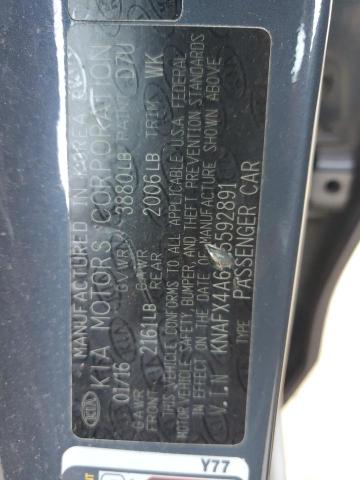 MANUFACTURED IN KOREA
KIA MOTORS CORPORATION
01/16 GVWR 3880LB PAINT D7U
GAWR FRONT 2161LB GAWR REAR 2006LB TRIM WK
THIS VEHICLE CONFORMS TO ALL APPLICABLE U.S.A. FEDERAL
MOTOR VEHICLE SAFETY, BUMPER, AND THEFT PREVENTION STANDARDS
IN EFFECT ON THE DATE OF MANUFACTURE SHOWN ABOVE
V.I.N KNAFX4A6 5592891
TYPE PASSENGER CAR
Y77